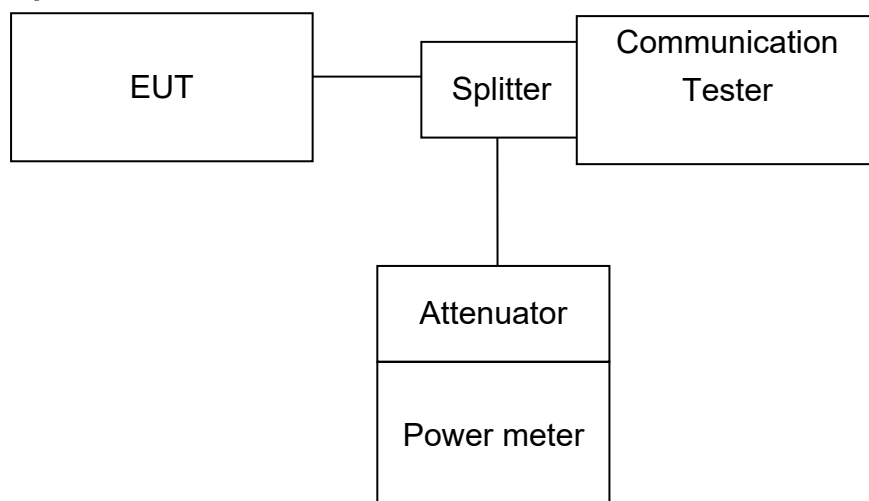 EUT
Splitter
Communication
Tester
Attenuator
Power meter